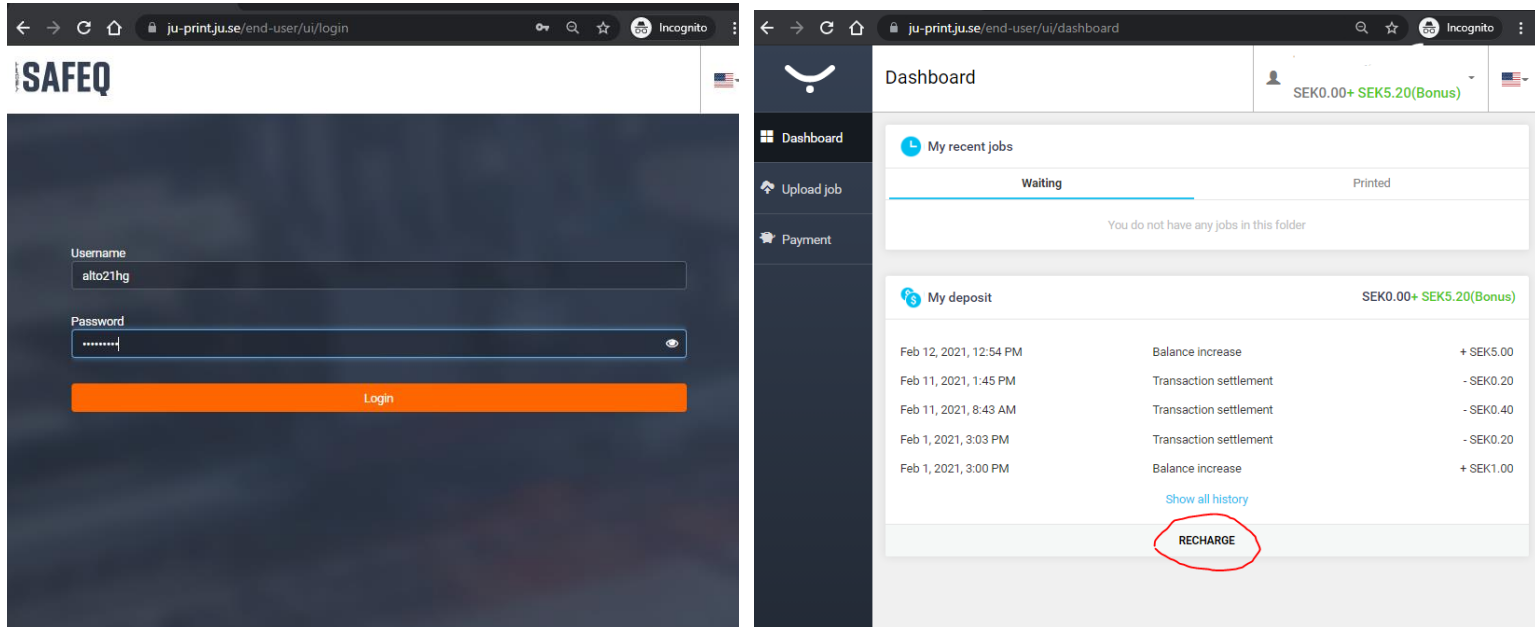 ju-print.ju.se/end-user/ui/login
Incognito
SAFEQ
Username
alto21hg
Password
•••••••••
Login
ju-print.ju.se/end-user/ui/dashboard
Incognito
Dashboard
SEK0.00+ SEK5.20(Bonus)
Dashboard
Upload job
Payment
My recent jobs
Waiting Printed
You do not have any jobs in this folder
My deposit SEK0.00+ SEK5.20(Bonus)
Feb 12, 2021, 12:54 PM Balance increase + SEK5.00
Feb 11, 2021, 1:45 PM Transaction settlement - SEK0.20
Feb 11, 2021, 8:43 AM Transaction settlement - SEK0.40
Feb 1, 2021, 3:03 PM Transaction settlement - SEK0.20
Feb 1, 2021, 3:00 PM Balance increase + SEK1.00
Show all history
RECHARGE